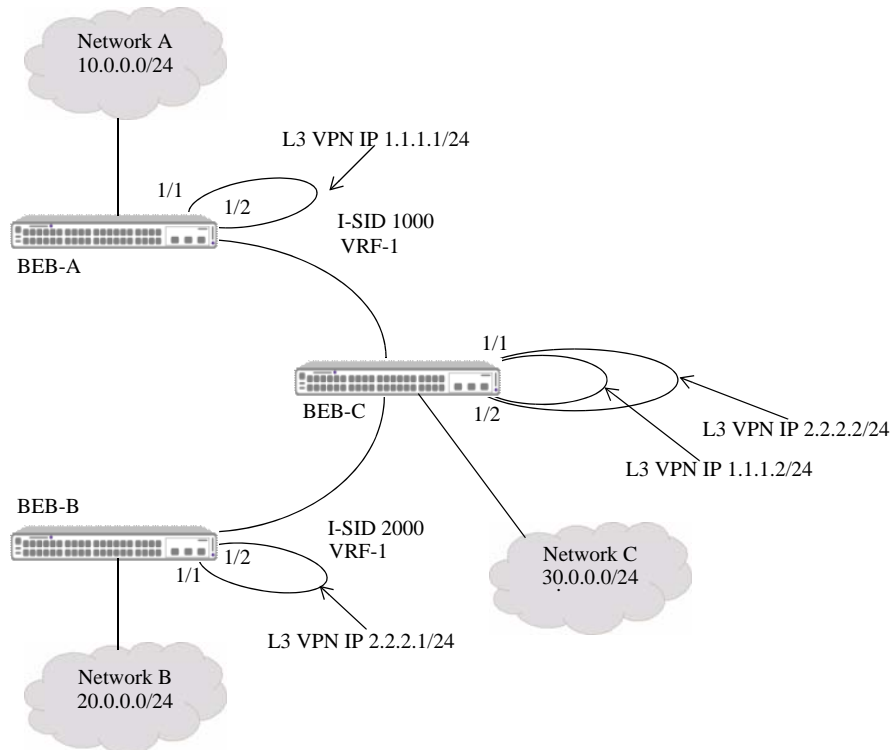 Network A
10.0.0.0/24
L3 VPN IP 1.1.1.1/24
1/1
1/2
I-SID 1000
VRF-1
BEB-A
1/1
BEB-C
1/2
L3 VPN IP 2.2.2.2/24
L3 VPN IP 1.1.1.2/24
BEB-B
I-SID 2000
VRF-1
1/2
1/1
Network C
30.0.0.0/24
L3 VPN IP 2.2.2.1/24
Network B
20.0.0.0/24